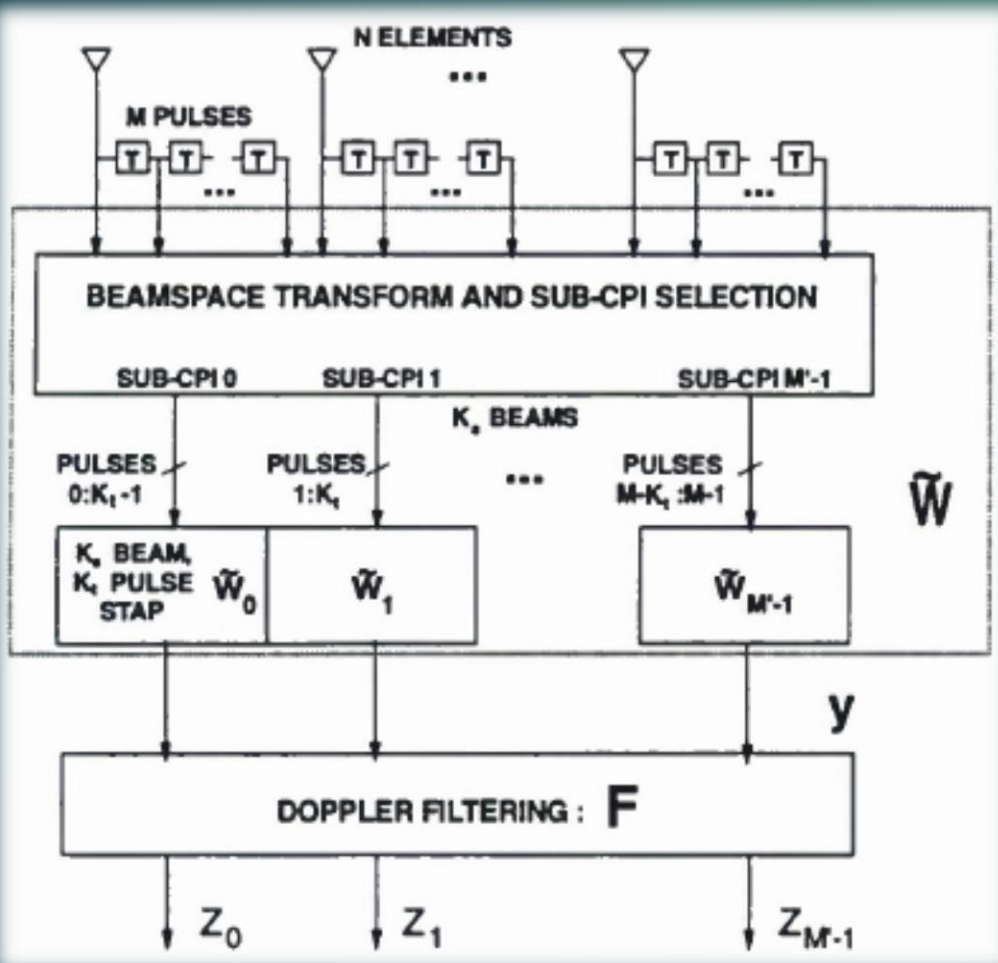 N ELEMENTS
...
M PULSES
T T T T T T T T T
... ... ...
BEAMSPACE TRANSFORM AND SUB-CPI SELECTION
SUB-CPI 0 SUB-CPI 1 SUB-CPI M'-1
Kₛ BEAMS
PULSES PULSES ... PULSES
0:Kₜ-1 1:Kₜ M-Kₜ:M-1
W̃
Kₛ BEAM,
Kₜ PULSE W̃₀ W̃₁ W̃M'-1
STAP
y
DOPPLER FILTERING : F
Z₀ Z₁ ZM'-1